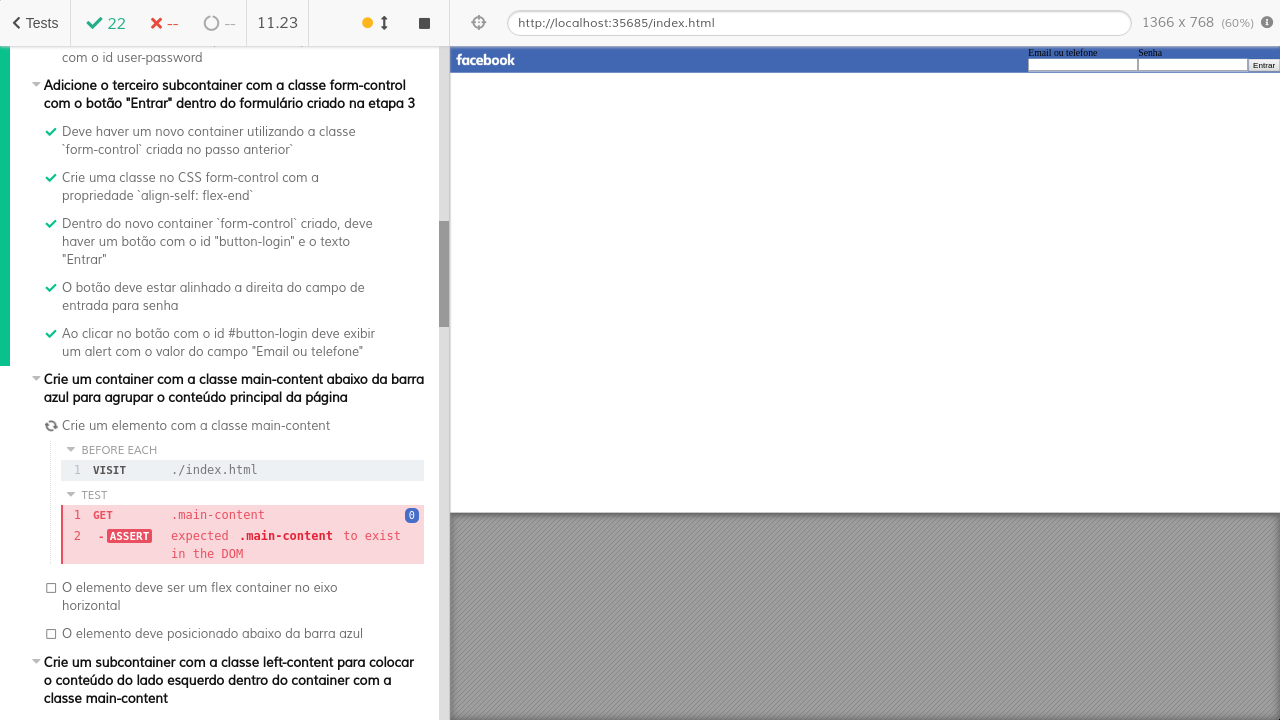 Tests
22
--
--
11.23
http://localhost:35685/index.html
1366 x 768 (60%)
com o id user-password
Adicione o terceiro subcontainer com a classe form-control
com o botão "Entrar" dentro do formulário criado na etapa 3
Deve haver um novo container utilizando a classe
`form-control` criada no passo anterior`
Crie uma classe no CSS form-control com a
propriedade `align-self: flex-end`
Dentro do novo container `form-control` criado, deve
haver um botão com o id "button-login" e o texto
"Entrar"
O botão deve estar alinhado a direita do campo de
entrada para senha
Ao clicar no botão com o id #button-login deve exibir
um alert com o valor do campo "Email ou telefone"
Crie um container com a classe main-content abaixo da barra
azul para agrupar o conteúdo principal da página
Crie um elemento com a classe main-content
BEFORE EACH
1 VISIT ./index.html
TEST
1 GET .main-content 0
2 -ASSERT expected .main-content to exist
in the DOM
O elemento deve ser um flex container no eixo
horizontal
O elemento deve posicionado abaixo da barra azul
Crie um subcontainer com a classe left-content para colocar
o conteúdo do lado esquerdo dentro do container com a
classe main-content
facebook
Email ou telefone
Senha
Entrar